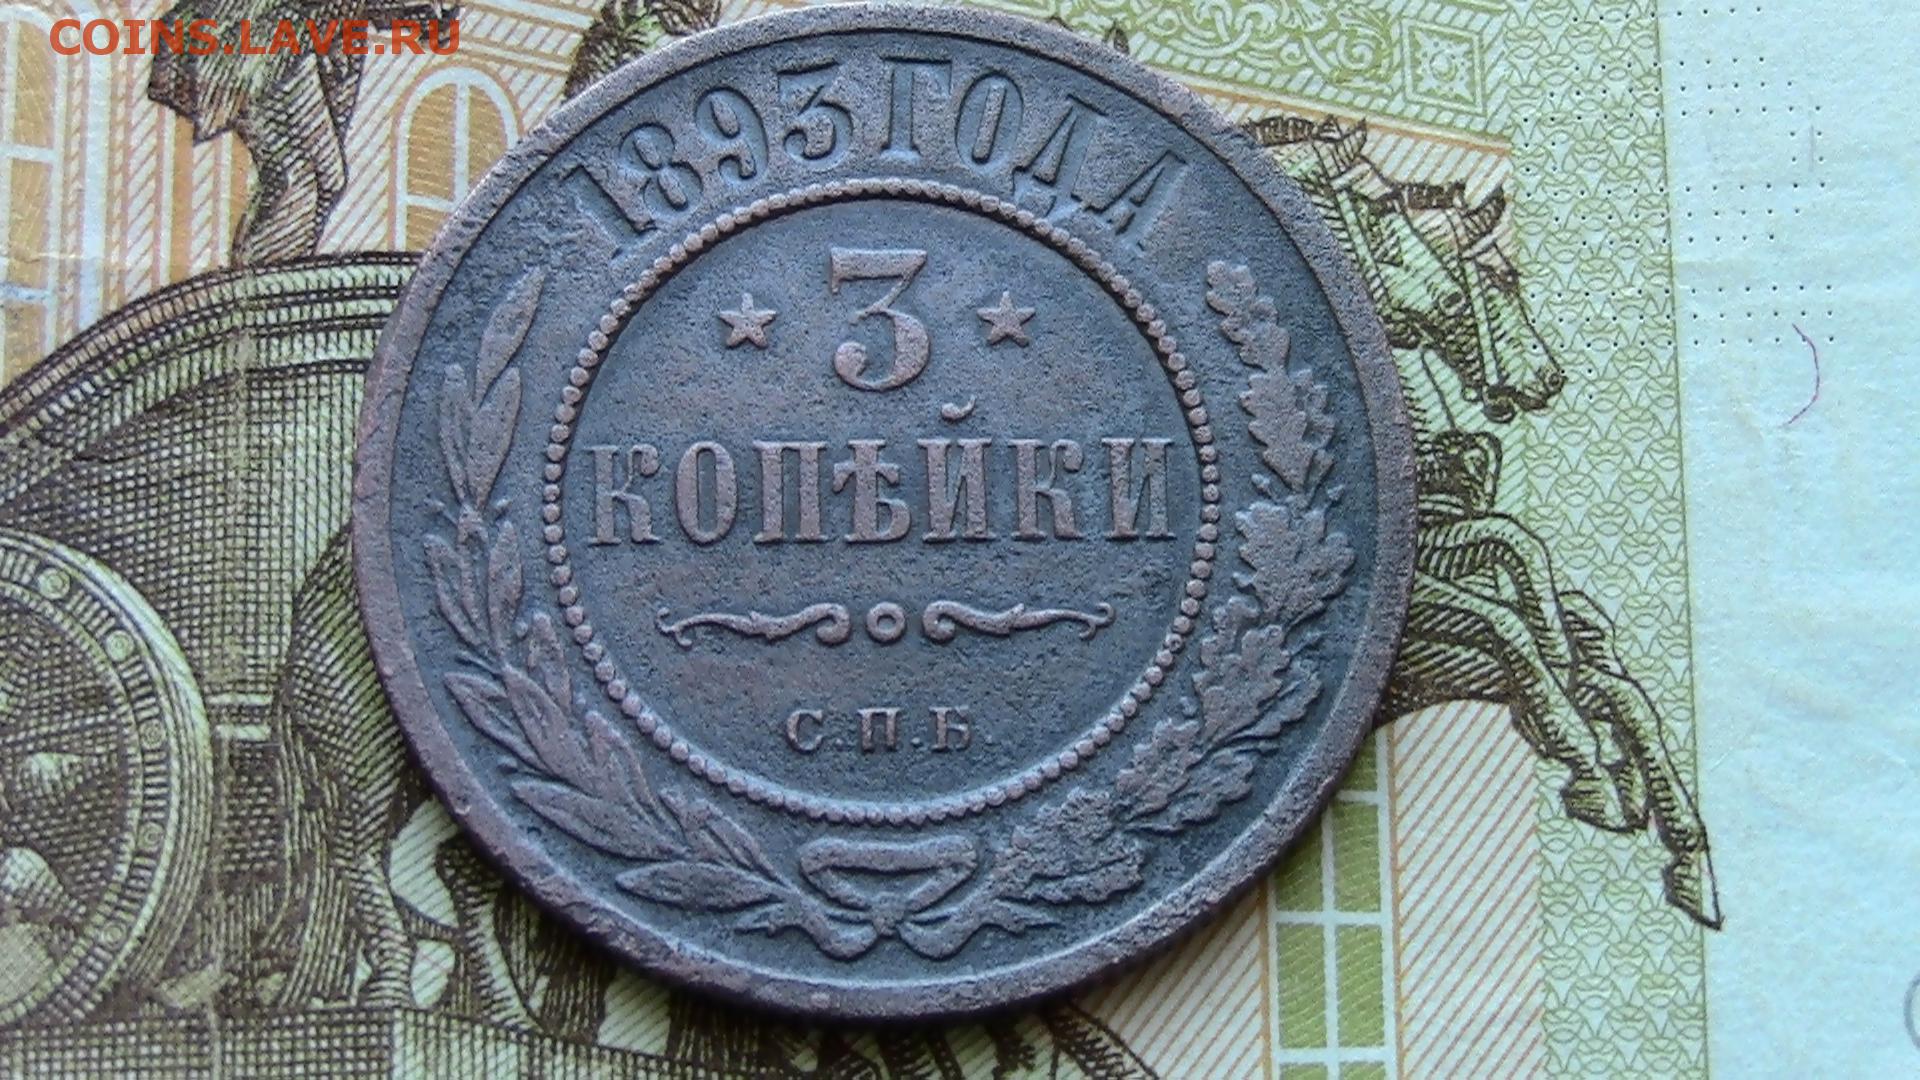 COINS.LAVE.RU
1893 ГОДА
3
КОПѢЙКИ
С.П.Б.